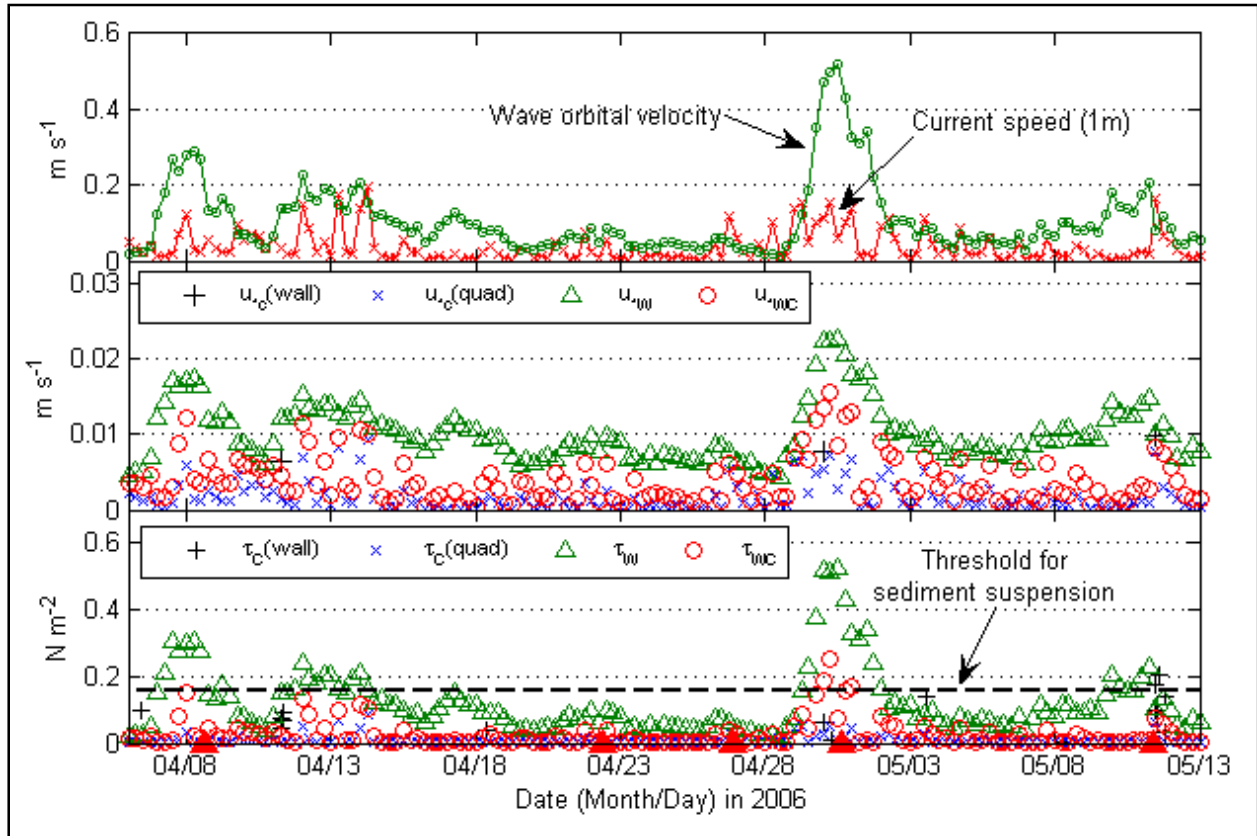 0.6
0.4
0.2
0
m s-1
Wave orbital velocity
Current speed (1m)
0.03
0.02
0.01
0
m s-1
u*c(wall) u*c(quad) u*w u*wc
0.6
0.4
0.2
0
N m-2
τc(wall) τc(quad) τw τwc
Threshold for
sediment suspension
04/08 04/13 04/18 04/23 04/28 05/03 05/08 05/13
Date (Month/Day) in 2006